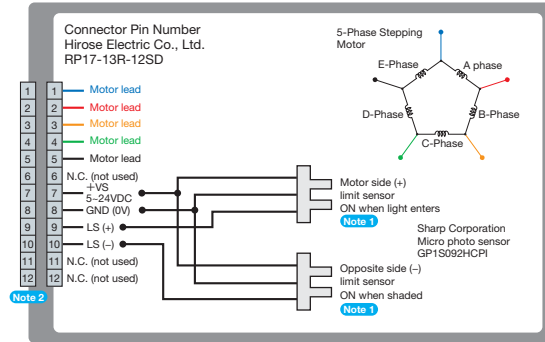 Connector Pin Number
Hirose Electric Co., Ltd.
RP17-13R-12SD
5-Phase Stepping
Motor
E-Phase
A phase
D-Phase
B-Phase
C-Phase
1 1 Motor lead
2 2 Motor lead
3 3 Motor lead
4 4 Motor lead
5 5 Motor lead
6 6 N.C. (not used)
7 7 +VS
5~24VDC
8 8 GND (0V)
9 9 LS (+)
10 10 LS (–)
11 11 N.C. (not used)
12 12 N.C. (not used)
Note 2
Motor side (+)
limit sensor
ON when light enters
Note 1
Sharp Corporation
Micro photo sensor
GP1S092HCPI
Opposite side (–)
limit sensor
ON when shaded
Note 1